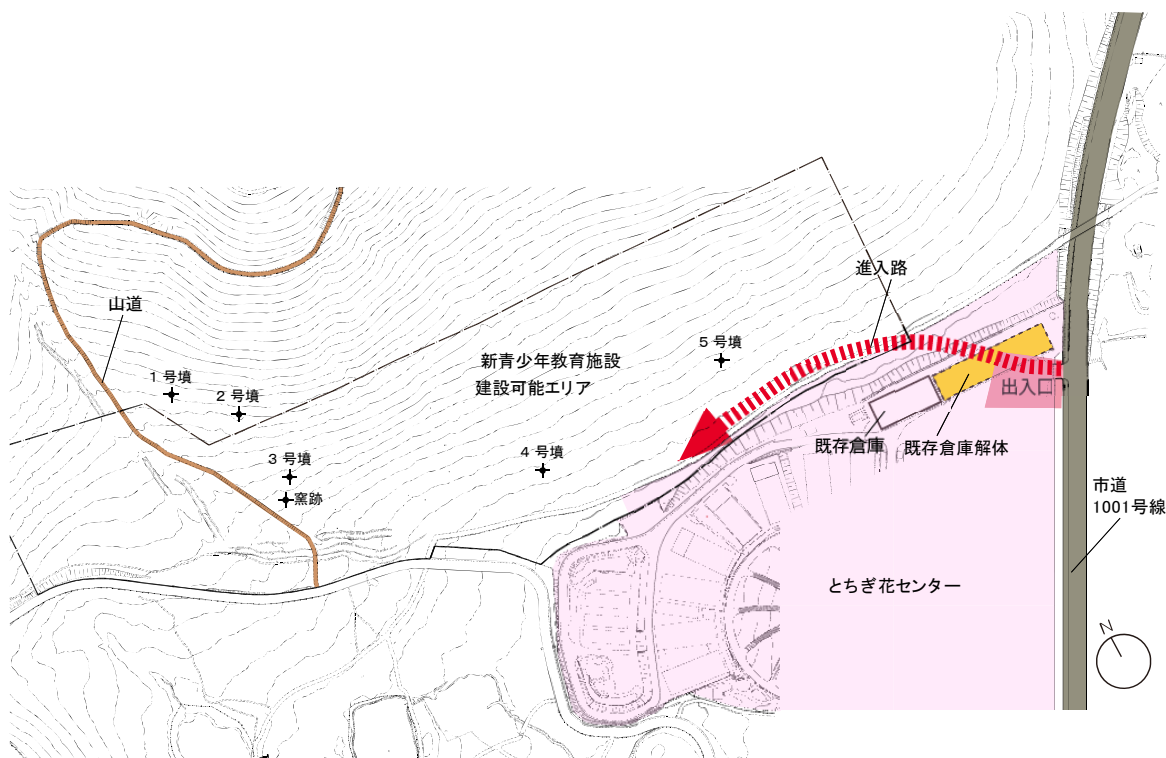 進入路
山道
5号墳
新青少年教育施設
建設可能エリア
1号墳
2号墳
出入口
3号墳
4号墳
既存倉庫
既存倉庫解体
窯跡
市道
1001号線
とちぎ花センター
N